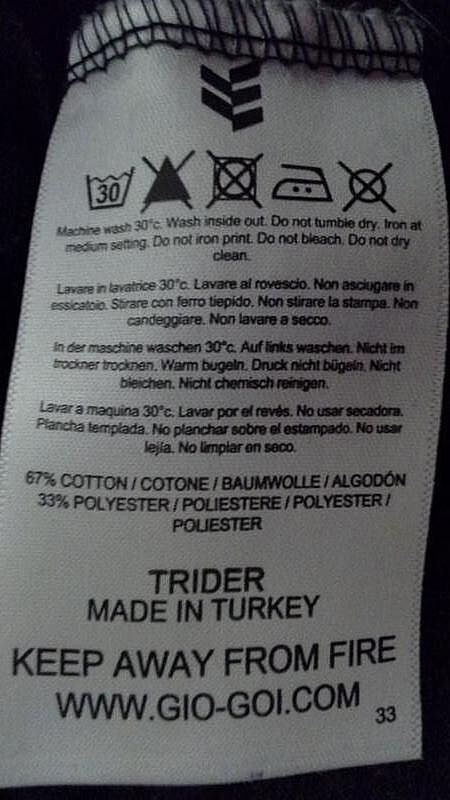 30
Machine wash 30°c. Wash inside out. Do not tumble dry. Iron at
medium setting. Do not iron print. Do not bleach. Do not dry
clean.
Lavare in lavatrice 30°c. Lavare al rovescio. Non asciugare in
essicatoio. Stirare con ferro tiepido. Non stirare la stampa. Non
candeggiare. Non lavare a secco.
In der maschine waschen 30°c. Auf links waschen. Nicht im
trockner trocknen. Warm bugeln. Druck nicht bügeln. Nicht
bleichen. Nicht chemisch reinigen.
Lavar a maquina 30°c. Lavar por el revés. No usar secadora.
Plancha templada. No planchar sobre el estampado. No usar
lejia. No limpiar en seco.
67% COTTON / COTONE / BAUMWOLLE / ALGODÓN
33% POLYESTER / POLIESTERE / POLYESTER /
POLIESTER
TRIDER
MADE IN TURKEY
KEEP AWAY FROM FIRE
WWW.GIO-GOI.COM
33